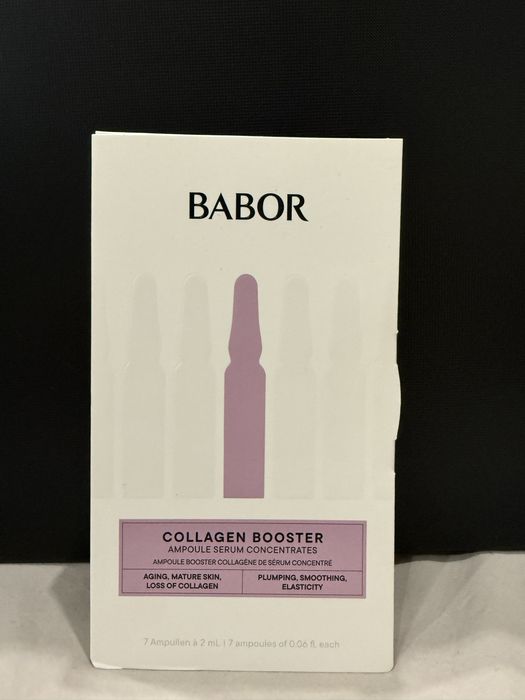 BABOR
COLLAGEN BOOSTER
AMPOULE SERUM CONCENTRATES
AMPOULE BOOSTER COLLAGÈNE DE SÉRUM CONCENTRÉ
AGING, MATURE SKIN,
LOSS OF COLLAGEN
PLUMPING, SMOOTHING,
ELASTICITY
7 Ampullen à 2 mL | 7 ampoules of 0.06 fl. each